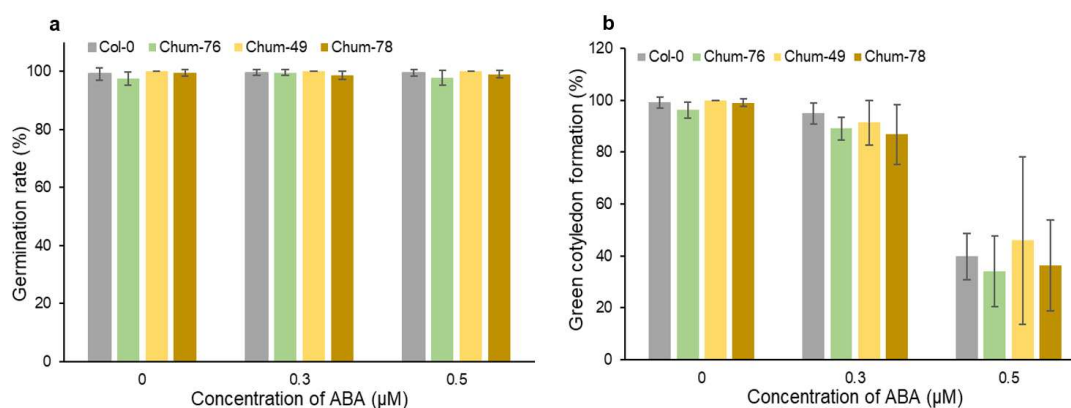 a
Col-0 Chum-76 Chum-49 Chum-78
Germination rate (%)
100
80
60
40
20
0
0 0.3 0.5
Concentration of ABA (µM)
b
120
Col-0 Chum-76 Chum-49 Chum-78
Green cotyledon formation (%)
100
80
60
40
20
0
0 0.3 0.5
Concentration of ABA (µM)